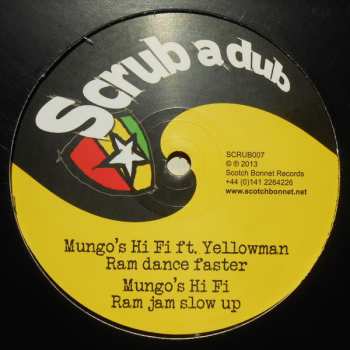 Scrub a dub
SCRUB007
© ℗ 2013
Scotch Bonnet Records
+44 (0)141 2264226
www.scotchbonnet.net
Mungo's Hi Fi ft. Yellowman
Ram dance faster
Mungo's Hi Fi
Ram jam slow up